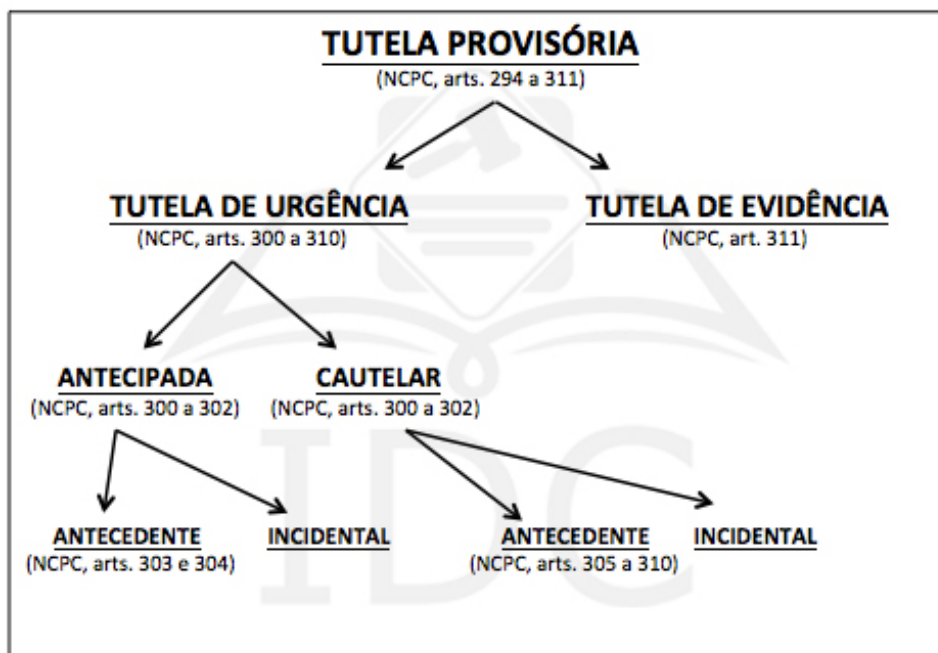 TUTELA PROVISÓRIA
(NCPC, arts. 294 a 311)
TUTELA DE URGÊNCIA
(NCPC, arts. 300 a 310)
TUTELA DE EVIDÊNCIA
(NCPC, art. 311)
ANTECIPADA
(NCPC, arts. 300 a 302)
CAUTELAR
(NCPC, arts. 300 a 302)
ANTECEDENTE
(NCPC, arts. 303 e 304)
INCIDENTAL
ANTECEDENTE
(NCPC, arts. 305 a 310)
INCIDENTAL
IDC